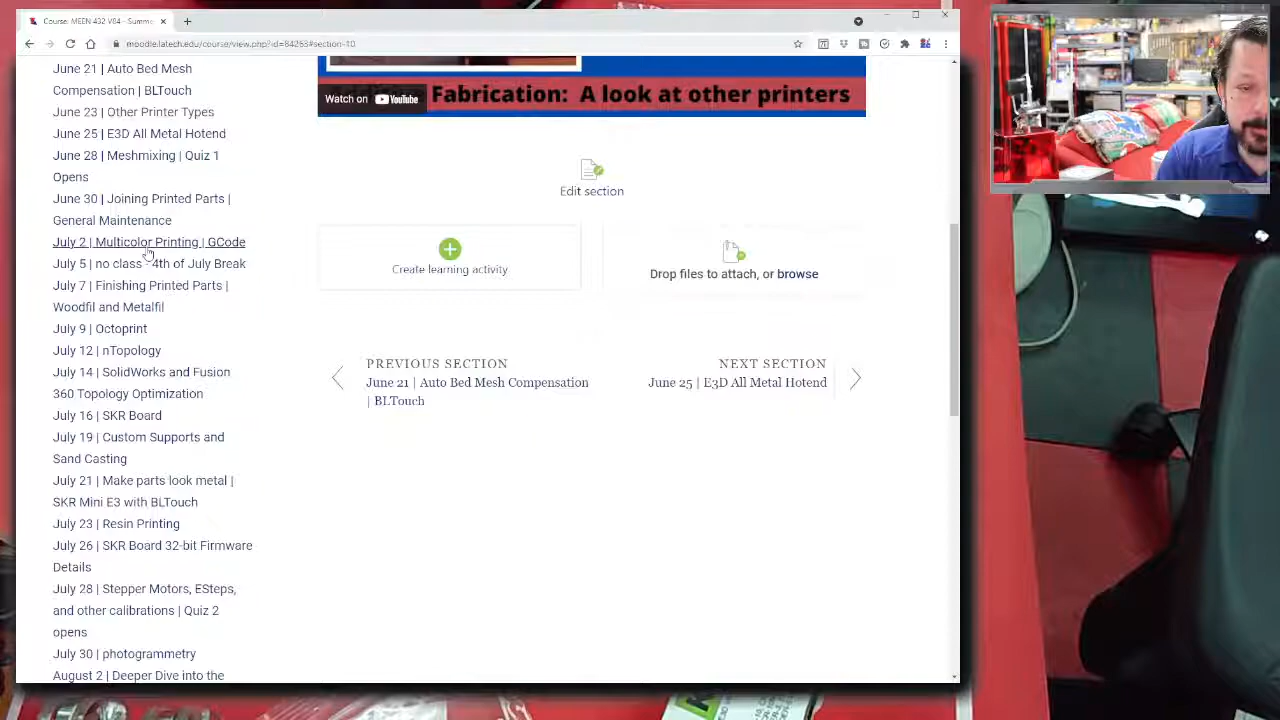 Course: MEEN 432 V84 – Summe
moodle.latech.edu/course/view.php?id=84263#section-10
June 21 | Auto Bed Mesh
Compensation | BLTouch
June 23 | Other Printer Types
June 25 | E3D All Metal Hotend
June 28 | Meshmixing | Quiz 1
Opens
June 30 | Joining Printed Parts |
General Maintenance
July 2 | Multicolor Printing | GCode
July 5 | no class - 4th of July Break
July 7 | Finishing Printed Parts |
Woodfil and Metalfil
July 9 | Octoprint
July 12 | nTopology
July 14 | SolidWorks and Fusion
360 Topology Optimization
July 16 | SKR Board
July 19 | Custom Supports and
Sand Casting
July 21 | Make parts look metal |
SKR Mini E3 with BLTouch
July 23 | Resin Printing
July 26 | SKR Board 32-bit Firmware
Details
July 28 | Stepper Motors, ESteps,
and other calibrations | Quiz 2
opens
July 30 | photogrammetry
August 2 | Deeper Dive into the
Watch on YouTube
Fabrication: A look at other printers
Edit section
Create learning activity
Drop files to attach, or browse
PREVIOUS SECTION
June 21 | Auto Bed Mesh Compensation
| BLTouch
NEXT SECTION
June 25 | E3D All Metal Hotend